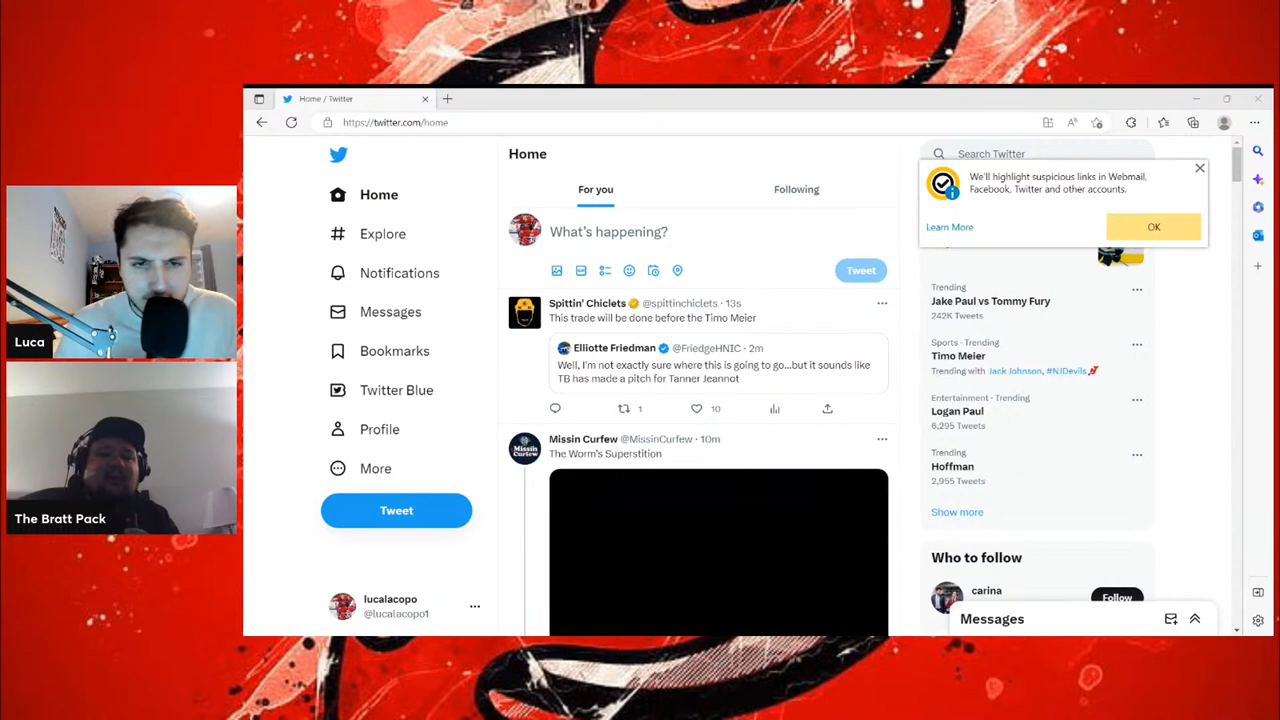 Home / Twitter
https://twitter.com/home
Home
Explore
Notifications
Messages
Bookmarks
Twitter Blue
Profile
More
Tweet
lucalacopo
@lucalacopo1
Home
For you
Following
What's happening?
Tweet
Spittin' Chiclets @spittinchiclets · 13s
This trade will be done before the Timo Meier
Elliotte Friedman @FriedgeHNIC · 2m
Well, I'm not exactly sure where this is going to go...but it sounds like
TB has made a pitch for Tanner Jeannot
1
10
Missin Curfew @MissinCurfew · 10m
The Worm's Superstition
Search Twitter
We'll highlight suspicious links in Webmail,
Facebook, Twitter and other accounts.
Learn More
OK
Trending
Jake Paul vs Tommy Fury
242K Tweets
Sports · Trending
Timo Meier
Trending with Jack Johnson, #NJDevils
Entertainment · Trending
Logan Paul
6,295 Tweets
Trending
Hoffman
2,955 Tweets
Show more
Who to follow
carina
Follow
Messages
Luca
The Bratt Pack